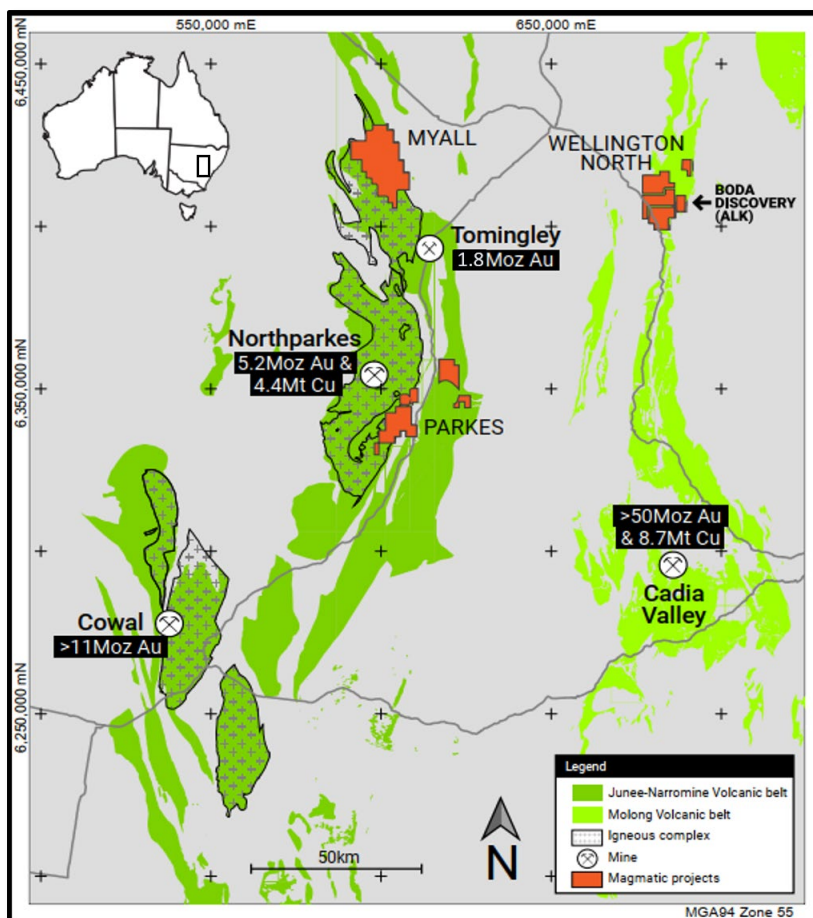 550,000 mE
650,000 mE
6,450,000 mN
MYALL
WELLINGTON
NORTH
BODA
DISCOVERY
(ALK)
Tomingley
1.8Moz Au
Northparkes
5.2Moz Au &
4.4Mt Cu
6,350,000 mN
PARKES
>50Moz Au
& 8.7Mt Cu
Cadia
Valley
Cowal
>11Moz Au
6,250,000 mN
Legend
Junee-Narromine Volcanic belt
Molong Volcanic belt
Igneous complex
Mine
Magmatic projects
N
50km
MGA94 Zone 55